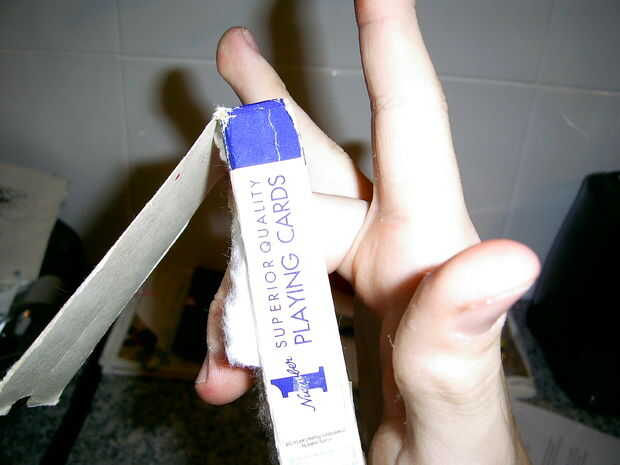 SUPERIOR QUALITY
PLAYING CARDS
Number
1